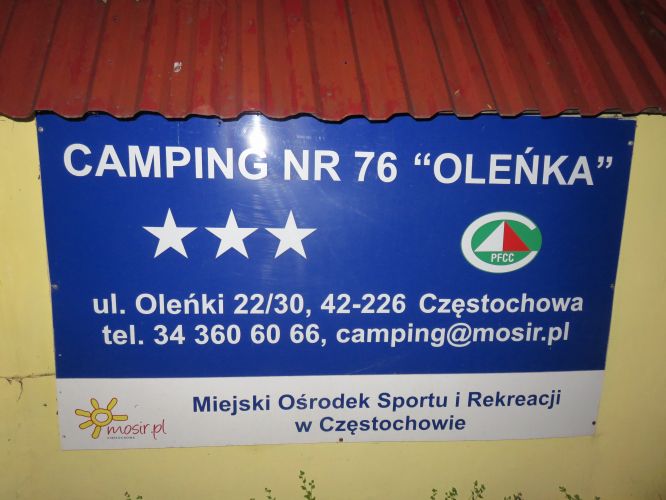 CAMPING NR 76 “OLEŃKA”
PFCC
ul. Oleńki 22/30, 42-226 Częstochowa
tel. 34 360 60 66, camping@mosir.pl
mosir.pl
CZĘSTOCHOWA
Miejski Ośrodek Sportu i Rekreacji
w Częstochowie